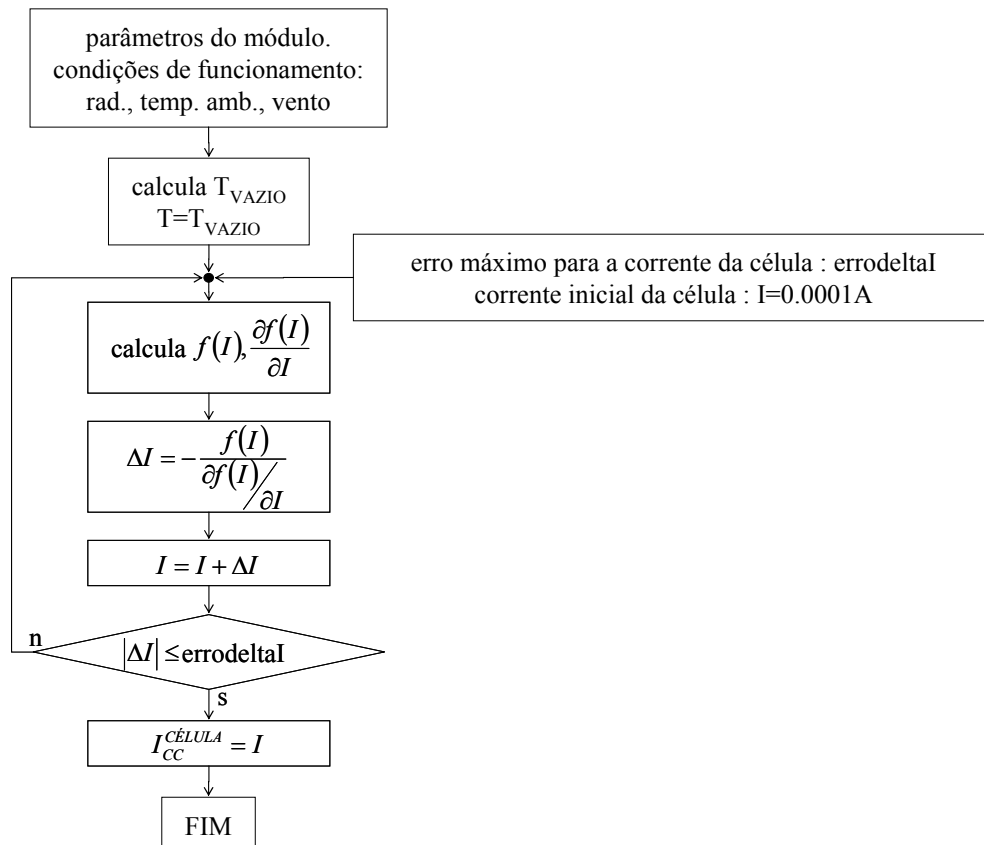 parâmetros do módulo.
condições de funcionamento:
rad., temp. amb., vento
calcula T_VAZIO
T=T_VAZIO
erro máximo para a corrente da célula : errodeltaI
corrente inicial da célula : I=0.0001A
calcula f(I), ∂f(I)/∂I
ΔI = − f(I) / ∂f(I)/∂I
I = I + ΔI
n
|ΔI| ≤ errodeltaI
s
I_CC^CÉLULA = I
FIM